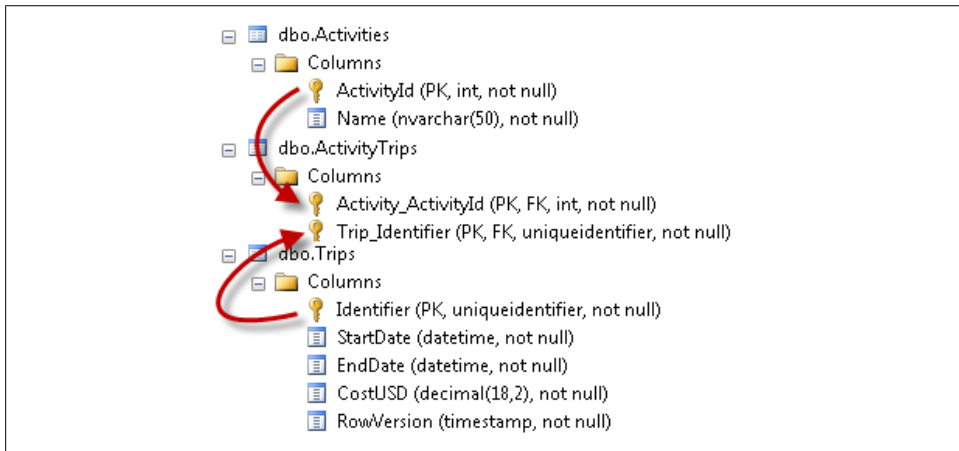 dbo.Activities
Columns
ActivityId (PK, int, not null)
Name (nvarchar(50), not null)
dbo.ActivityTrips
Columns
Activity_ActivityId (PK, FK, int, not null)
Trip_Identifier (PK, FK, uniqueidentifier, not null)
dbo.Trips
Columns
Identifier (PK, uniqueidentifier, not null)
StartDate (datetime, not null)
EndDate (datetime, not null)
CostUSD (decimal(18,2), not null)
RowVersion (timestamp, not null)